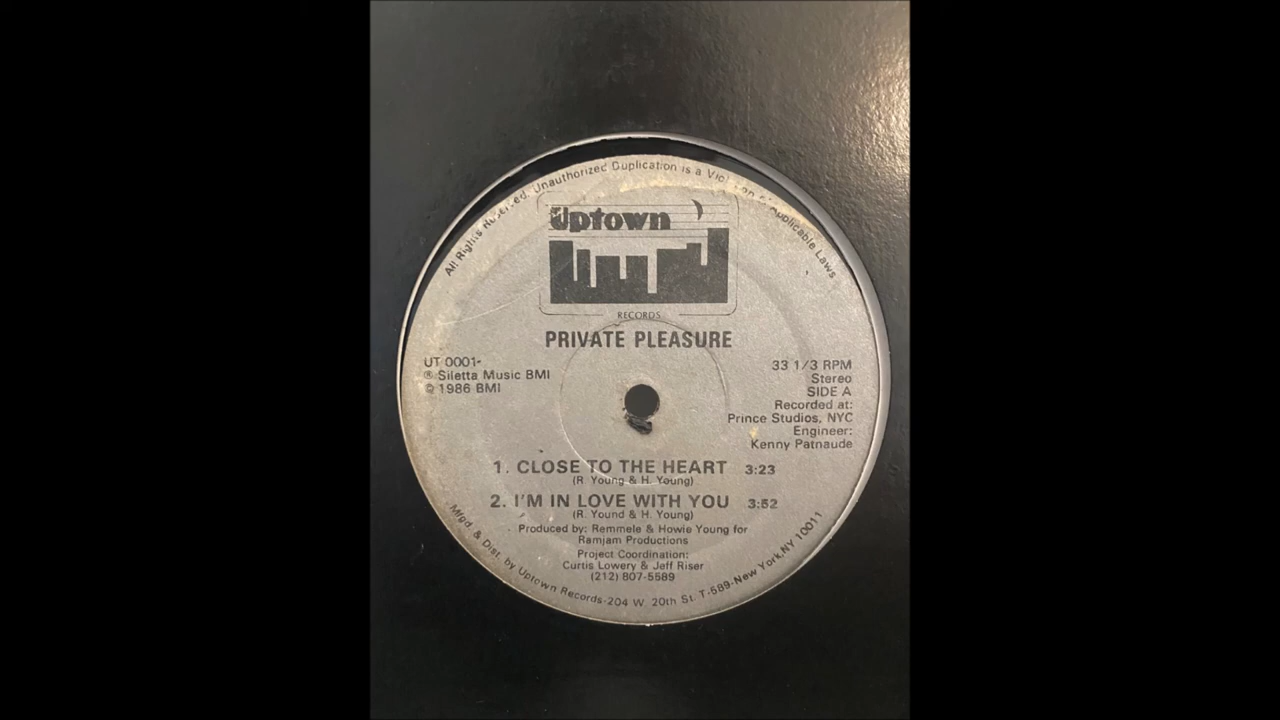 All Rights Reserved. Unauthorized Duplication is a Applicable Laws
Uptown
RECORDS
PRIVATE PLEASURE
UT 0001-
℗ Siletta Music BMI
© 1986 BMI
33 1/3 RPM
Stereo
SIDE A
Recorded at:
Prince Studios, NYC
Engineer:
Kenny Patnaude
1. CLOSE TO THE HEART 3:23
(R. Young & H. Young)
2. I'M IN LOVE WITH YOU 3:52
(R. Yound & H. Young)
Produced by: Remmele & Howie Young for
Ramjam Productions
Project Coordination:
Curtis Lowery & Jeff Riser
(212) 807-5589
Mfgd. & Dist. by Uptown Records-204 W. 20th St. T-589-New York,NY 10011